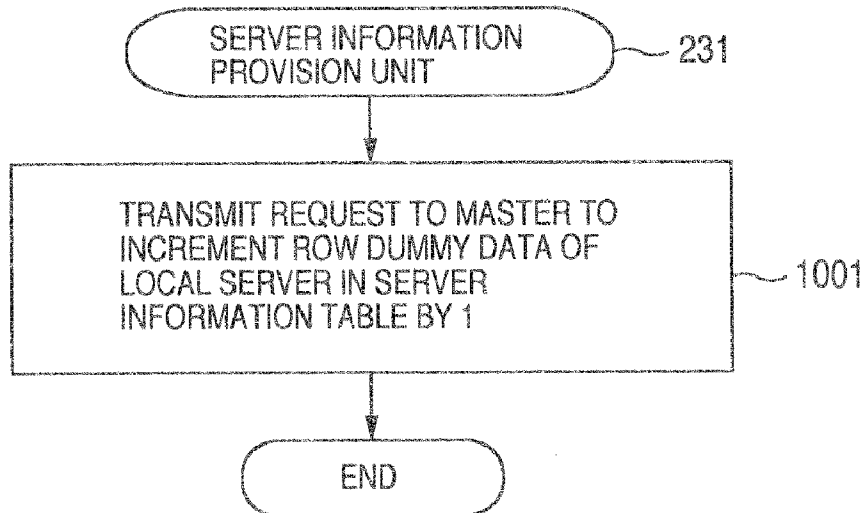 SERVER INFORMATION
PROVISION UNIT
231
TRANSMIT REQUEST TO MASTER TO
INCREMENT ROW DUMMY DATA OF
LOCAL SERVER IN SERVER
INFORMATION TABLE BY 1
1001
END